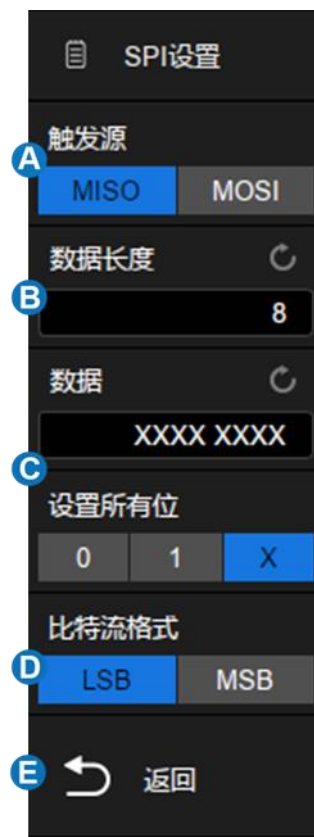 SPI设置
触发源
A
MISO MOSI
数据长度
B
8
数据
XXXX XXXX
C
设置所有位
0 1 X
比特流格式
D
LSB MSB
E
返回